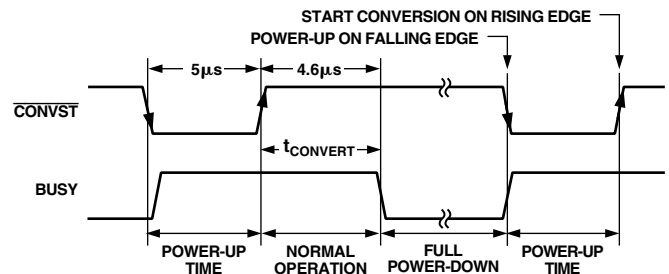 START CONVERSION ON RISING EDGE
POWER-UP ON FALLING EDGE
5μs
4.6μs
CONVST
tCONVERT
BUSY
POWER-UP
TIME
NORMAL
OPERATION
FULL
POWER-DOWN
POWER-UP
TIME